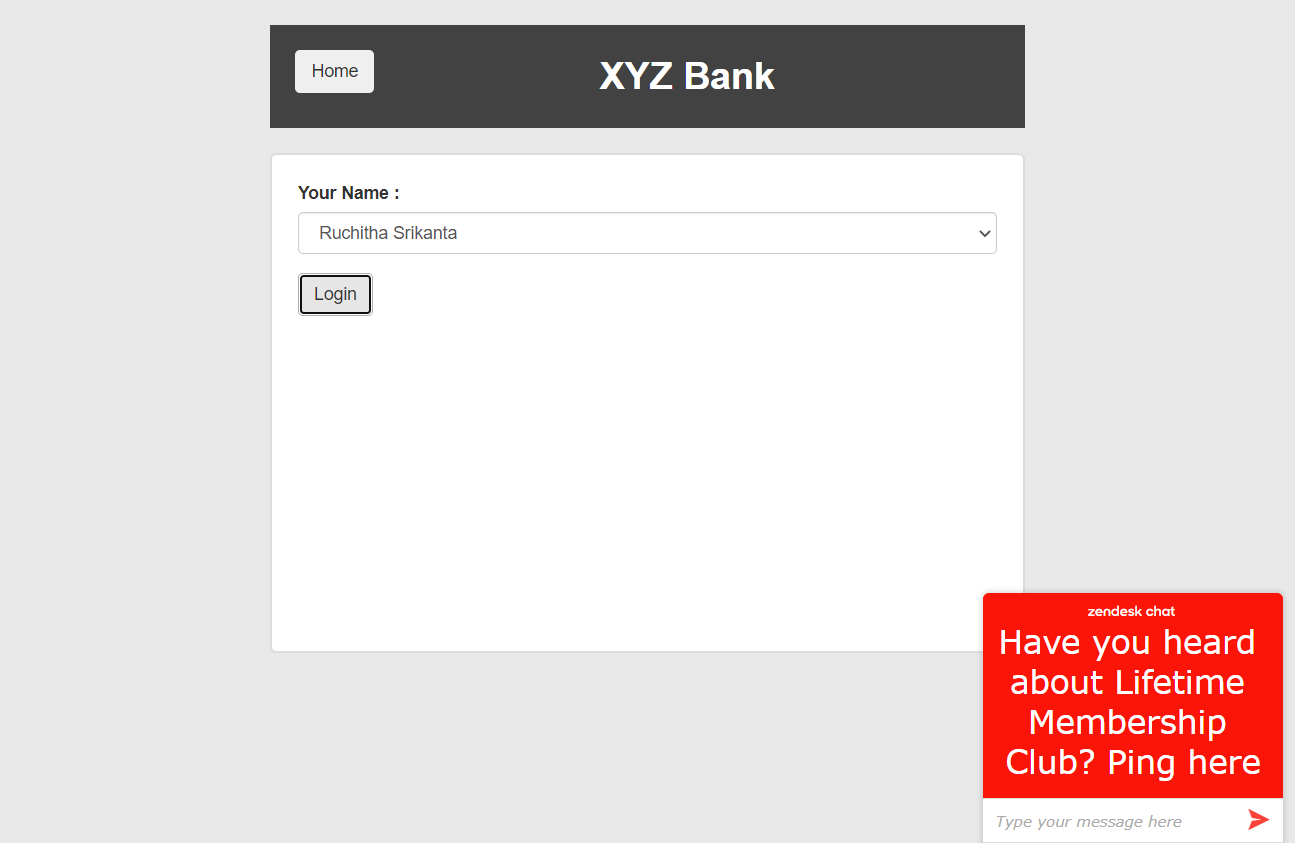 Home
XYZ Bank
Your Name :
Ruchitha Srikanta
Login
zendesk chat
Have you heard
about Lifetime
Membership
Club? Ping here
Type your message here